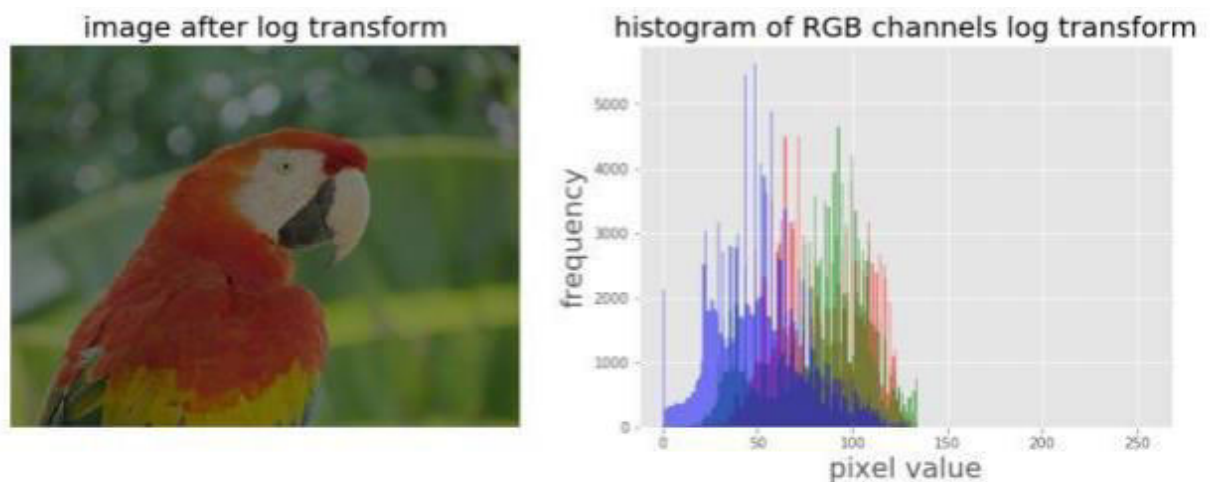 image after log transform
histogram of RGB channels log transform
frequency
5000
4000
3000
2000
1000
0
0 50 100 150 200 250
pixel value